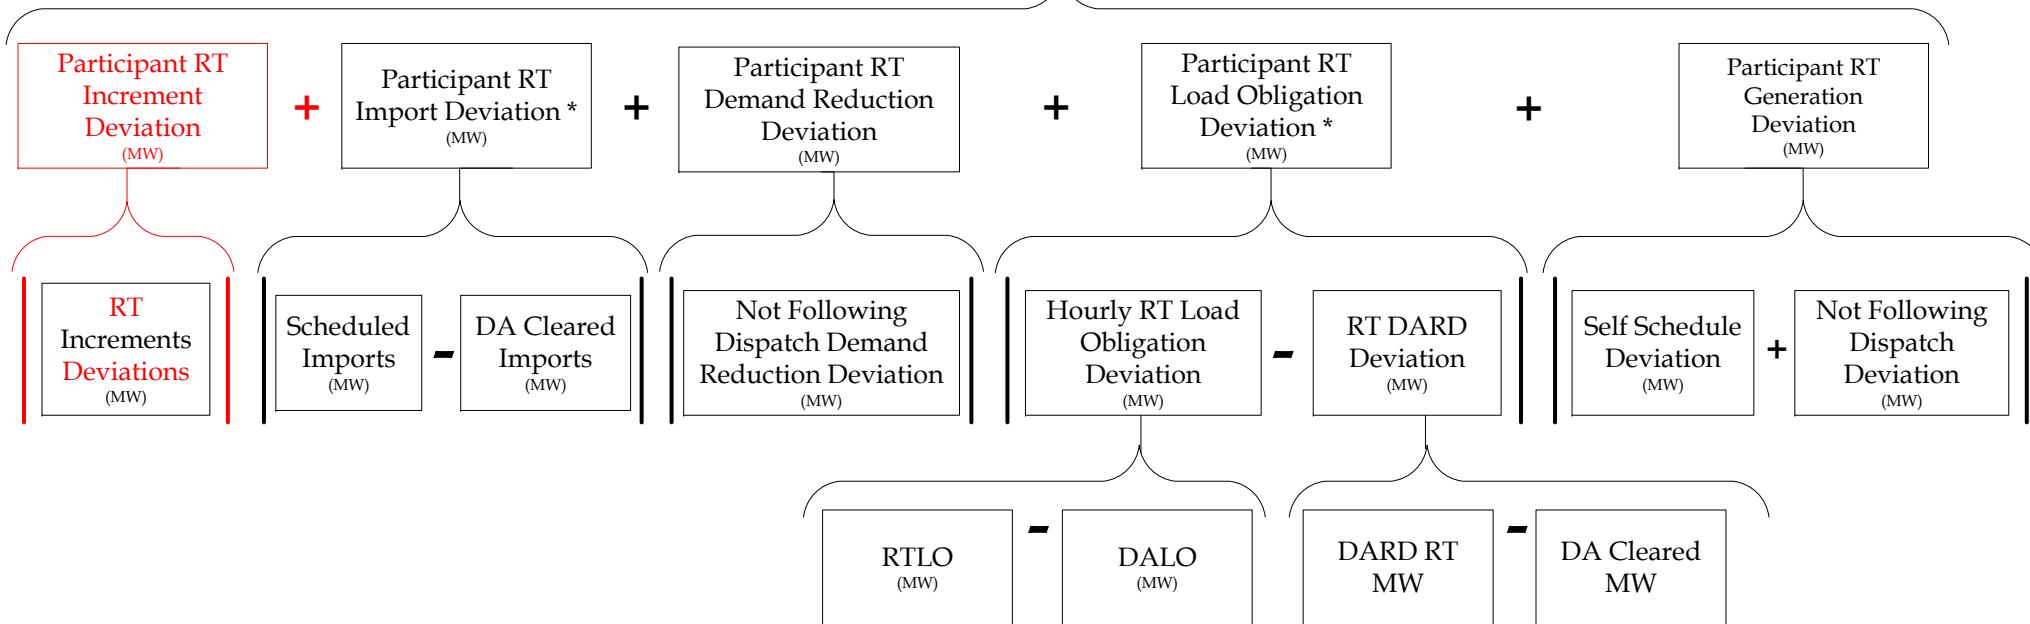 Participant RT
Increment
Deviation
(MW)
+
Participant RT
Import Deviation *
(MW)
+
Participant RT
Demand Reduction
Deviation
(MW)
+
Participant RT
Load Obligation
Deviation *
(MW)
+
Participant RT
Generation
Deviation
(MW)
RT
Increments
Deviations
(MW)
Scheduled
Imports
(MW)
-
DA Cleared
Imports
(MW)
Not Following
Dispatch Demand
Reduction Deviation
(MW)
Hourly RT Load
Obligation
Deviation
(MW)
-
RT DARD
Deviation
(MW)
Self Schedule
Deviation
(MW)
+
Not Following
Dispatch
Deviation
(MW)
RTLO
(MW)
-
DALO
(MW)
DARD RT
MW
-
DA Cleared
MW